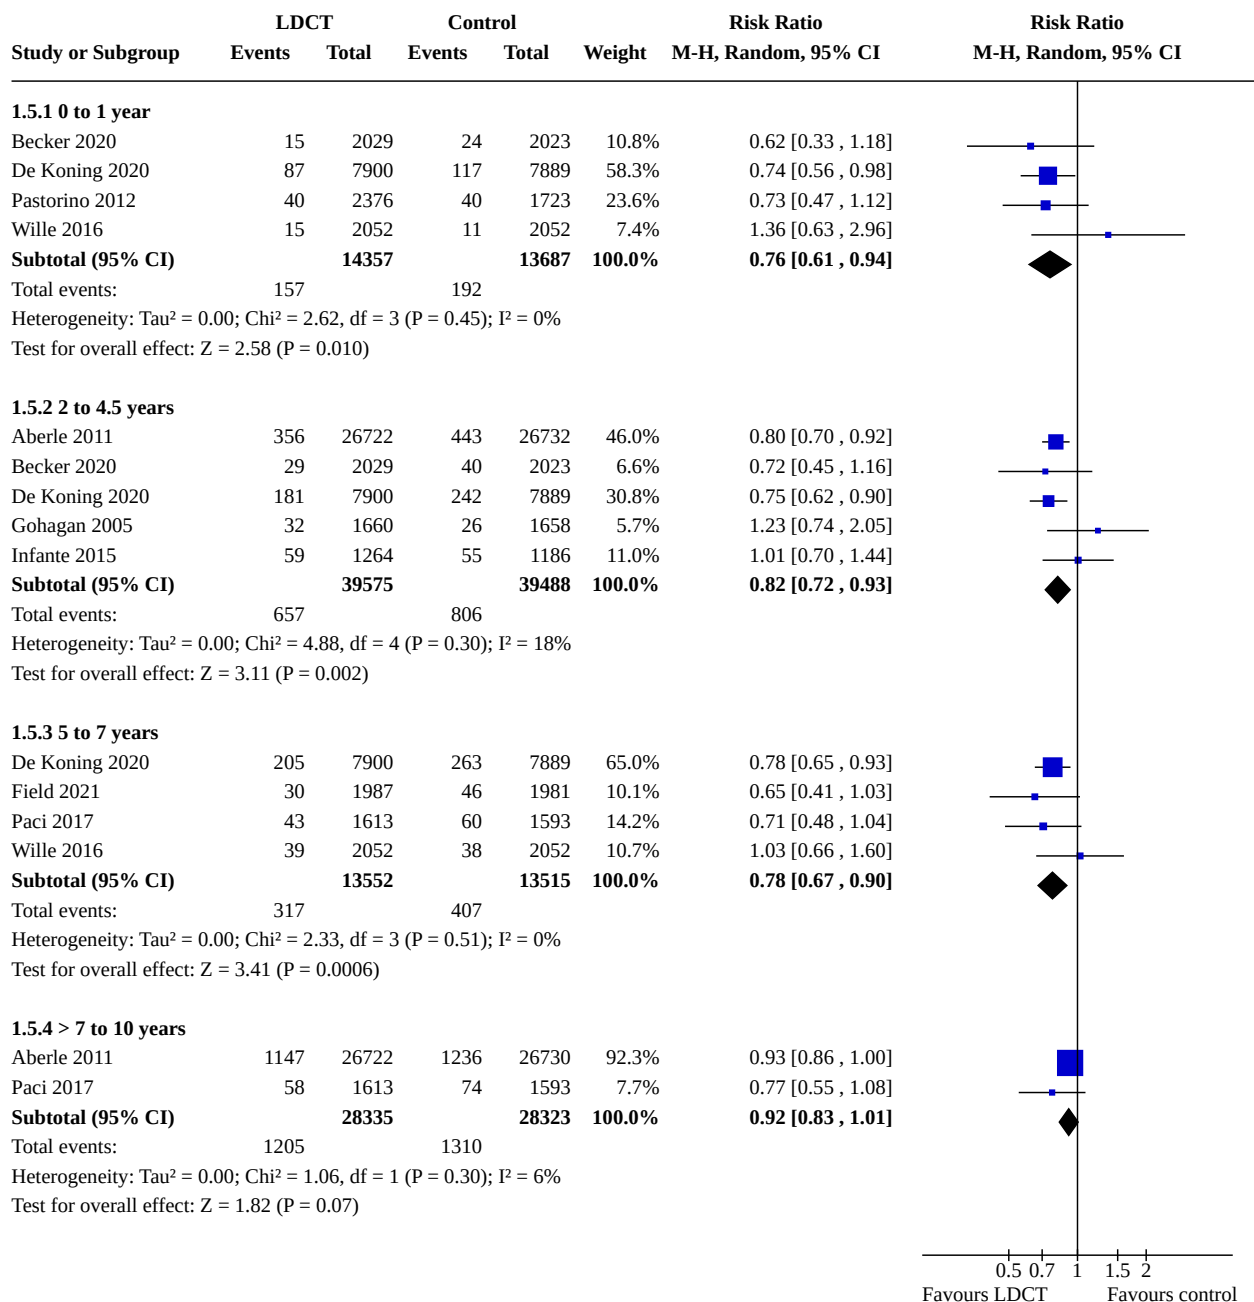 LDCT Control Risk Ratio Risk Ratio
Study or Subgroup Events Total Events Total Weight M-H, Random, 95% CI M-H, Random, 95% CI
1.5.1 0 to 1 year
Becker 2020 15 2029 24 2023 10.8% 0.62 [0.33 , 1.18]
De Koning 2020 87 7900 117 7889 58.3% 0.74 [0.56 , 0.98]
Pastorino 2012 40 2376 40 1723 23.6% 0.73 [0.47 , 1.12]
Wille 2016 15 2052 11 2052 7.4% 1.36 [0.63 , 2.96]
Subtotal (95% CI) 14357 13687 100.0% 0.76 [0.61 , 0.94]
Total events: 157 192
Heterogeneity: Tau² = 0.00; Chi² = 2.62, df = 3 (P = 0.45); I² = 0%
Test for overall effect: Z = 2.58 (P = 0.010)
1.5.2 2 to 4.5 years
Aberle 2011 356 26722 443 26732 46.0% 0.80 [0.70 , 0.92]
Becker 2020 29 2029 40 2023 6.6% 0.72 [0.45 , 1.16]
De Koning 2020 181 7900 242 7889 30.8% 0.75 [0.62 , 0.90]
Gohagan 2005 32 1660 26 1658 5.7% 1.23 [0.74 , 2.05]
Infante 2015 59 1264 55 1186 11.0% 1.01 [0.70 , 1.44]
Subtotal (95% CI) 39575 39488 100.0% 0.82 [0.72 , 0.93]
Total events: 657 806
Heterogeneity: Tau² = 0.00; Chi² = 4.88, df = 4 (P = 0.30); I² = 18%
Test for overall effect: Z = 3.11 (P = 0.002)
1.5.3 5 to 7 years
De Koning 2020 205 7900 263 7889 65.0% 0.78 [0.65 , 0.93]
Field 2021 30 1987 46 1981 10.1% 0.65 [0.41 , 1.03]
Paci 2017 43 1613 60 1593 14.2% 0.71 [0.48 , 1.04]
Wille 2016 39 2052 38 2052 10.7% 1.03 [0.66 , 1.60]
Subtotal (95% CI) 13552 13515 100.0% 0.78 [0.67 , 0.90]
Total events: 317 407
Heterogeneity: Tau² = 0.00; Chi² = 2.33, df = 3 (P = 0.51); I² = 0%
Test for overall effect: Z = 3.41 (P = 0.0006)
1.5.4 > 7 to 10 years
Aberle 2011 1147 26722 1236 26730 92.3% 0.93 [0.86 , 1.00]
Paci 2017 58 1613 74 1593 7.7% 0.77 [0.55 , 1.08]
Subtotal (95% CI) 28335 28323 100.0% 0.92 [0.83 , 1.01]
Total events: 1205 1310
Heterogeneity: Tau² = 0.00; Chi² = 1.06, df = 1 (P = 0.30); I² = 6%
Test for overall effect: Z = 1.82 (P = 0.07)
0.5 0.7 1 1.5 2
Favours LDCT Favours control